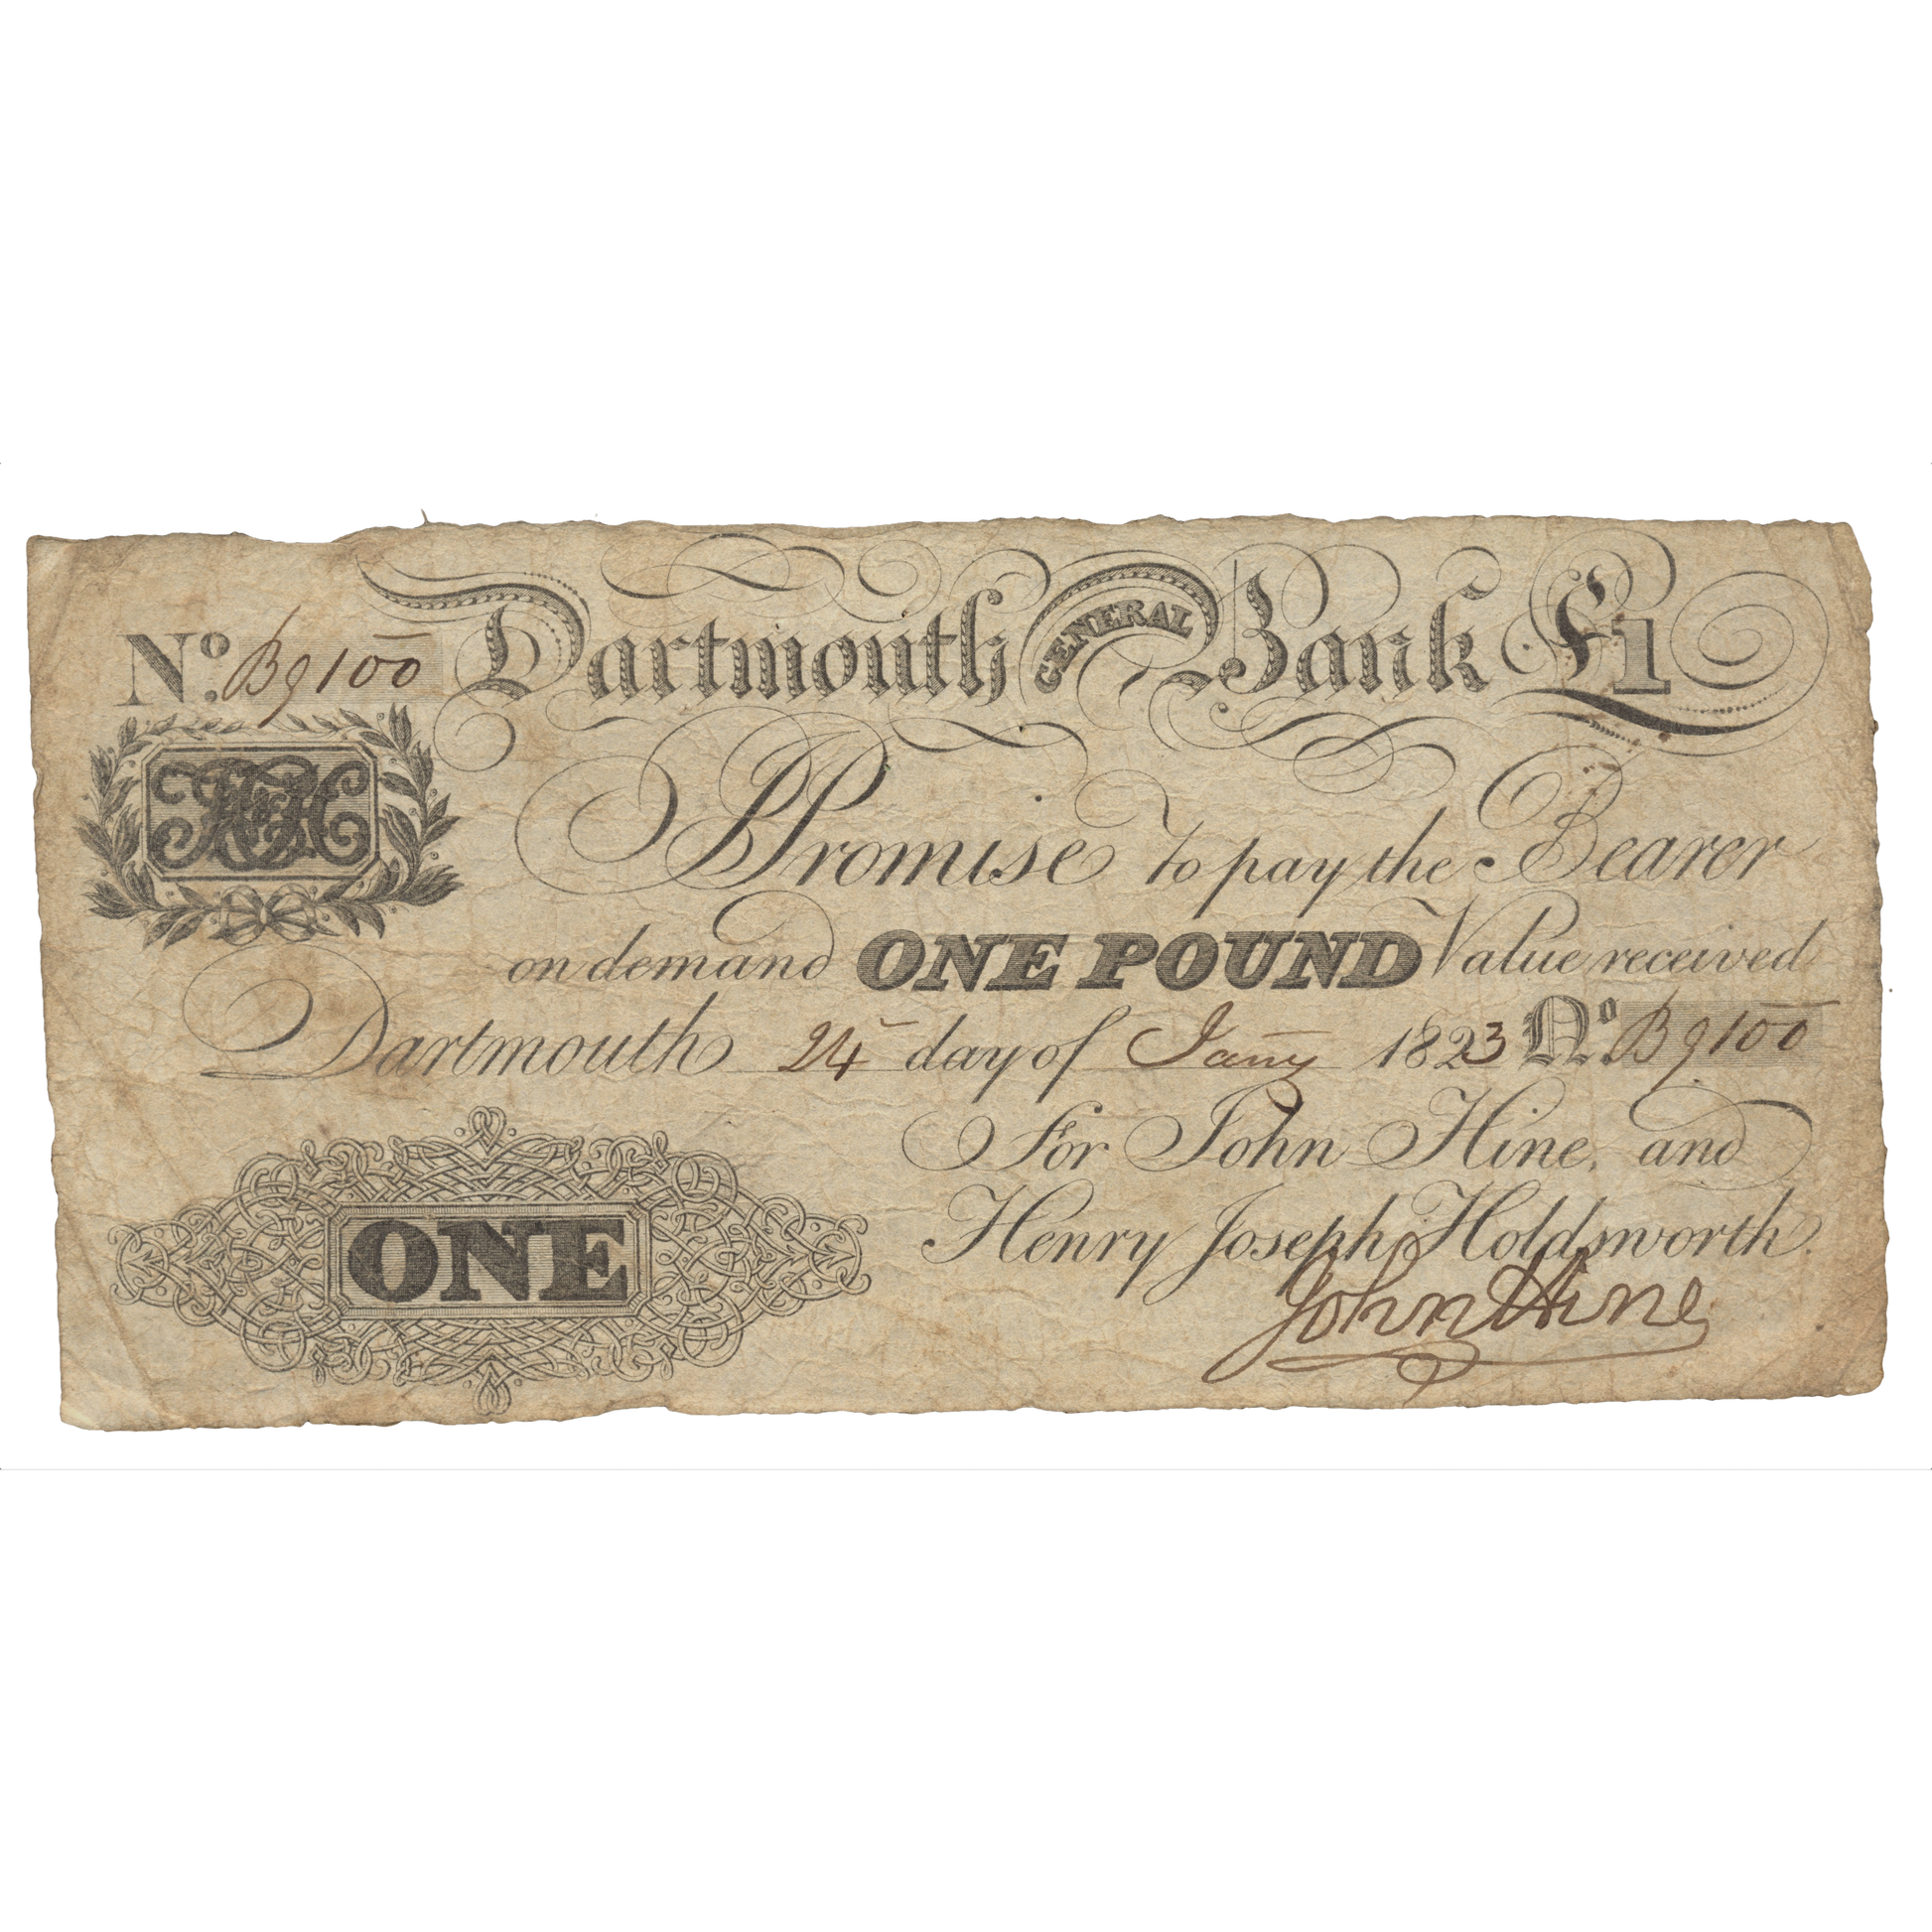 No. B9100 Dartmouth GENERAL Bank £1
H&H
I Promise to pay the Bearer
on demand ONE POUND Value received
Dartmouth 24 day of Jany 1823 No. B9100
For John Hine, and
Henry Joseph Holdsworth.
ONE
John Hine